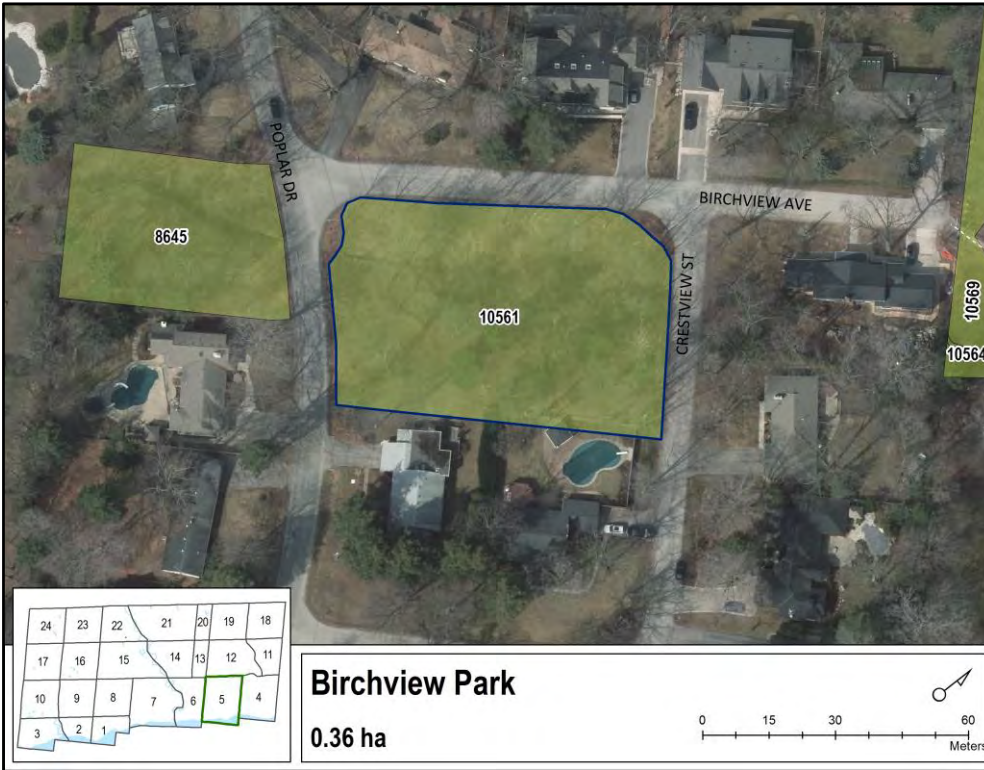 POPLAR DR
BIRCHVIEW AVE
8645
CRESTVIEW ST
10561
10569
10564
24 23 22 21 20 19 18
17 16 15 14 13 12 11
10 9 8 7 6 5 4
3 2 1
Birchview Park
0.36 ha
0 15 30 60
Meters